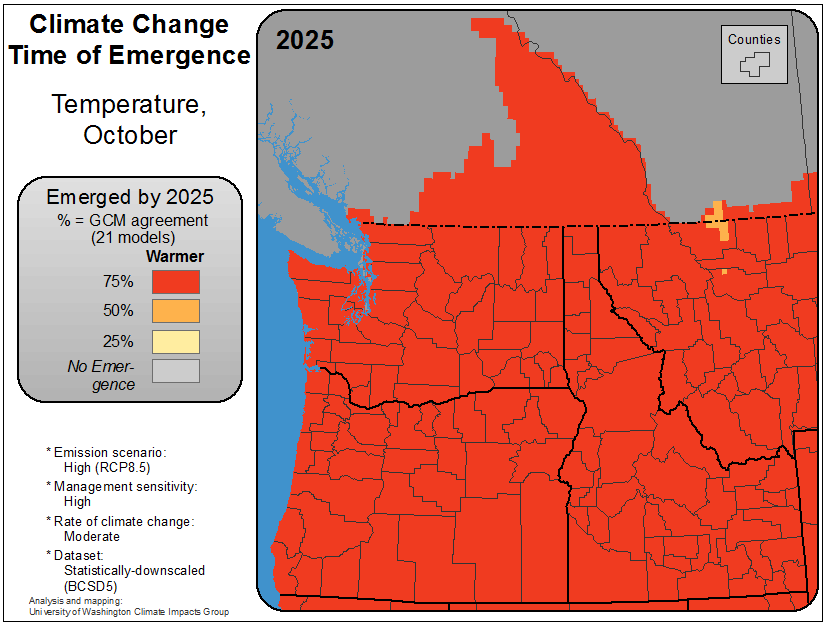 Climate Change
Time of Emergence
Temperature,
October
Emerged by 2025
% = GCM agreement
(21 models)
Warmer
75%
50%
25%
No Emer-
gence
* Emission scenario:
High (RCP8.5)
* Management sensitivity:
High
* Rate of climate change:
Moderate
* Dataset:
Statistically-downscaled
(BCSD5)
Analysis and mapping:
University of Washington Climate Impacts Group
2025
Counties